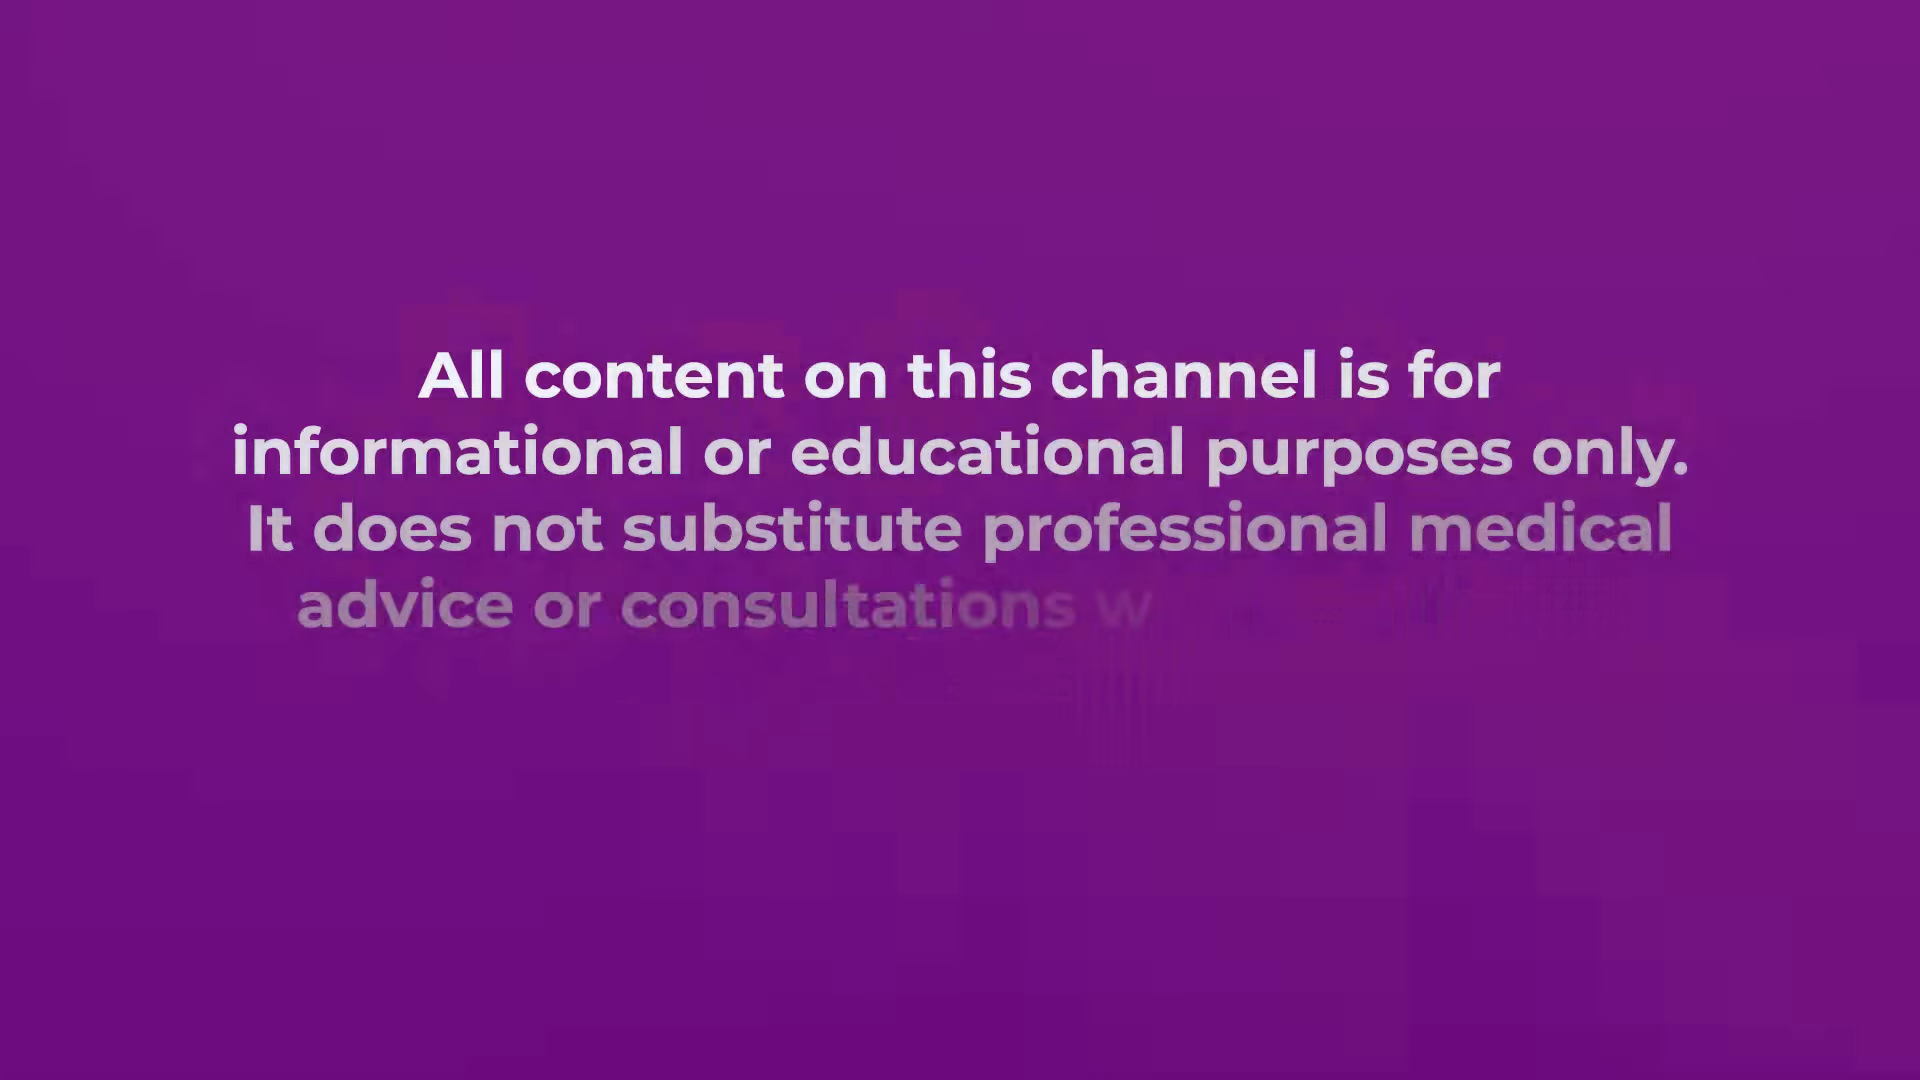 All content on this channel is for
informational or educational purposes only.
It does not substitute professional medical
advice or consultations w